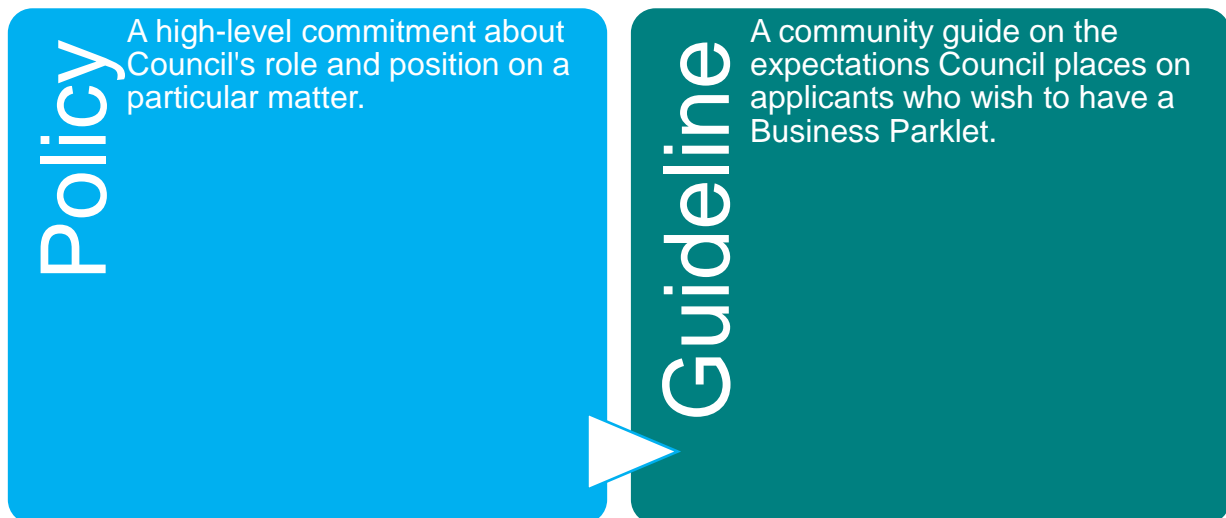 Policy
A high-level commitment about
Council's role and position on a
particular matter.
Guideline
A community guide on the
expectations Council places on
applicants who wish to have a
Business Parklet.